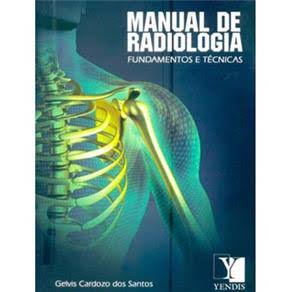 MANUAL DE
RADIOLOGIA
FUNDAMENTOS E TÉCNICAS
Gelvis Cardozo dos Santos
Y
YENDIS